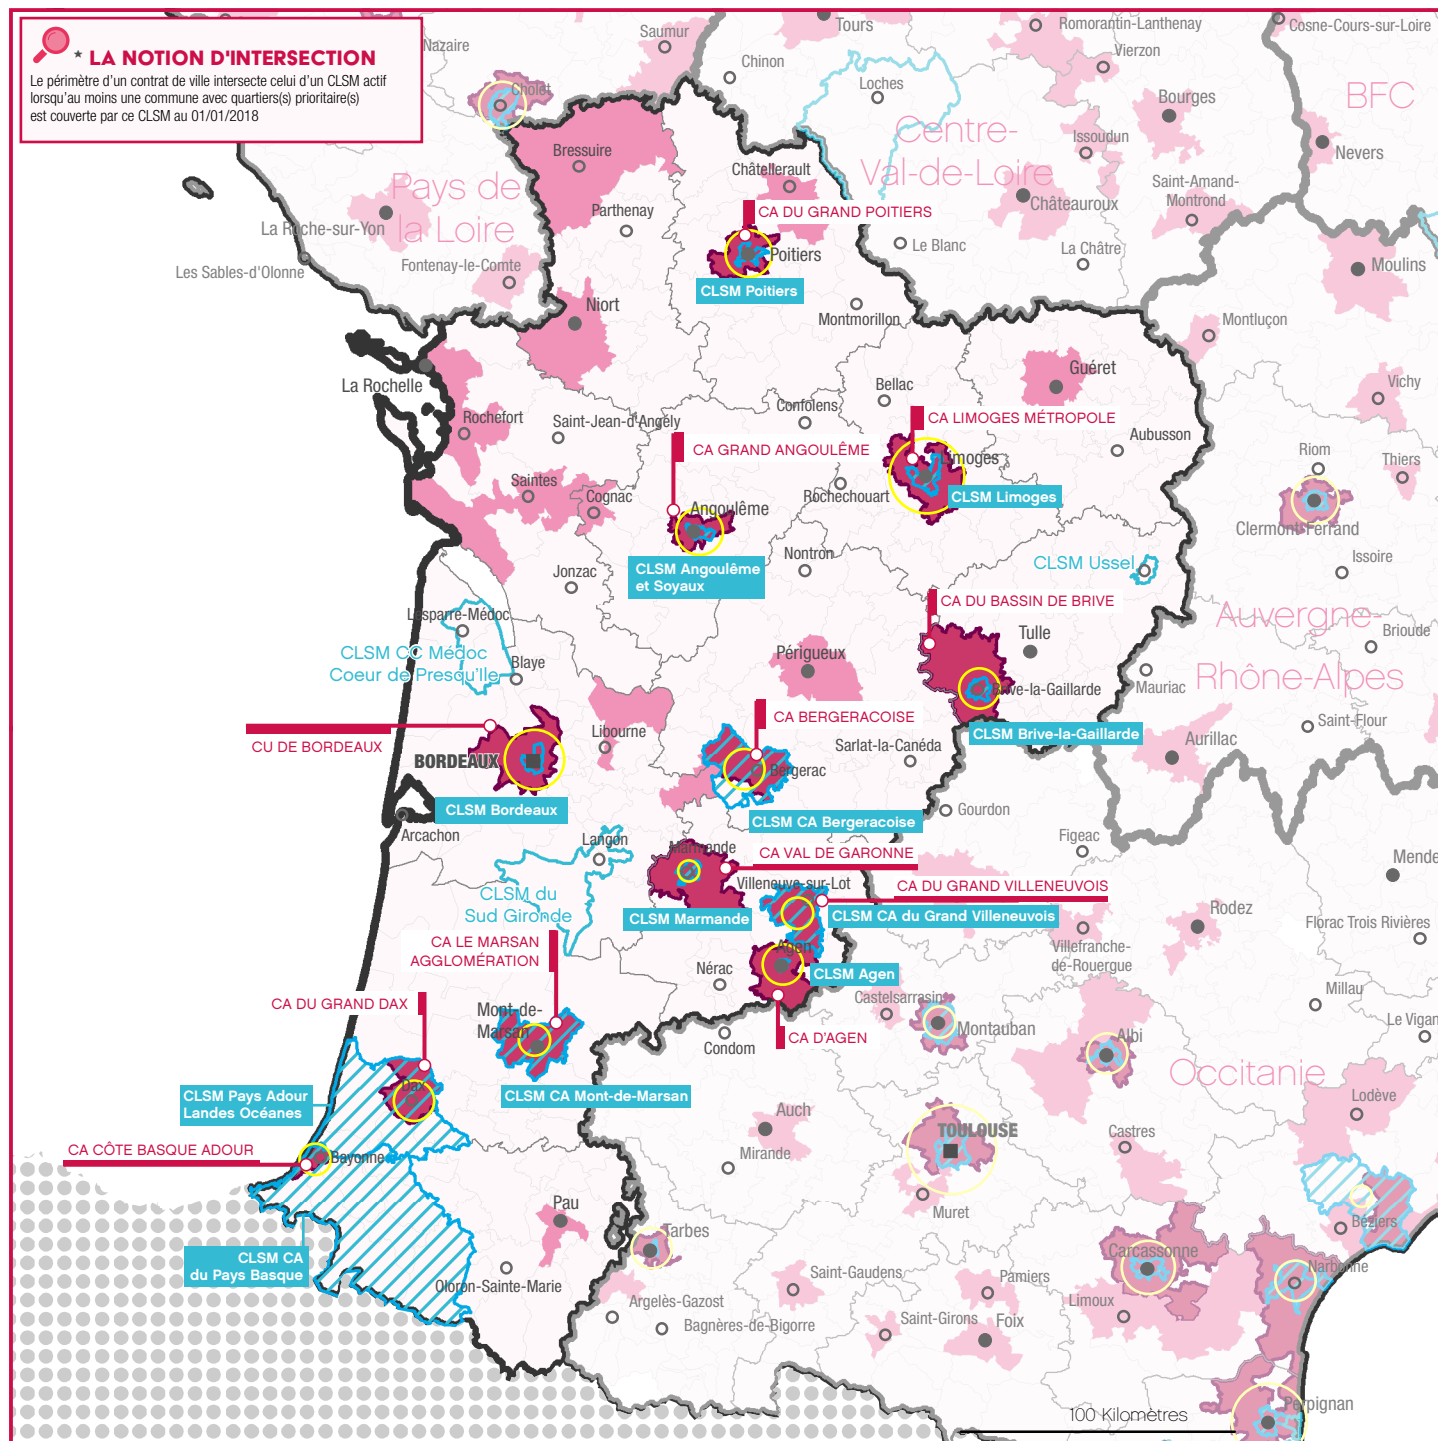 ★ LA NOTION D'INTERSECTION
Le périmètre d'un contrat de ville intersecte celui d'un CLSM actif
lorsqu'au moins une commune avec quartiers(s) prioritaire(s)
est couverte par ce CLSM au 01/01/2018
Nazaire
Saumur
Tours
Romorantin-Lanthenay
Cosne-Cours-sur-Loire
Chinon
Vierzon
Loches
Cholet
Bourges
BFC
Centre-
Val-de-Loire
Issoudun
Nevers
Bressuire
Châtellerault
Pays de
la Loire
Saint-Amand-
Montrond
Châteauroux
Parthenay
CA DU GRAND POITIERS
La Roche-sur-Yon
Le Blanc
La Châtre
Poitiers
Les Sables-d'Olonne
Fontenay-le-Comte
Moulins
CLSM Poitiers
Niort
Montmorillon
Montluçon
Guéret
La Rochelle
Bellac
Vichy
Confolens
Rochefort
Saint-Jean-d'Angély
CA LIMOGES MÉTROPOLE
Aubusson
CA GRAND ANGOULÊME
Riom
Thiers
Limoges
Saintes
Cognac
Rochechouart
CLSM Limoges
Angoulême
Clermont-Ferrand
Nontron
Issoire
CLSM Ussel
CLSM Angoulême
et Soyaux
Jonzac
CA DU BASSIN DE BRIVE
Lesparre-Médoc
Auvergne-
Rhône-Alpes
Tulle
Brioude
CLSM CC Médoc
Coeur de Presqu'Ile
Blaye
Périgueux
Brive-la-Gaillarde
Mauriac
CA BERGERACOISE
Saint-Flour
Libourne
CLSM Brive-la-Gaillarde
Aurillac
CU DE BORDEAUX
Sarlat-la-Canéda
BORDEAUX
Bergerac
CLSM Bordeaux
Gourdon
CLSM CA Bergeracoise
Arcachon
Langon
Figeac
Marmande
CA VAL DE GARONNE
Mende
Villeneuve-sur-Lot
CA DU GRAND VILLENEUVOIS
CLSM du
Sud Gironde
CLSM Marmande
CLSM CA du Grand Villeneuvois
Rodez
Florac Trois Rivières
CA LE MARSAN
AGGLOMÉRATION
Agen
Villefranche-
de-Rouergue
Nérac
CLSM Agen
Millau
CA DU GRAND DAX
Castelsarrasin
Mont-de-
Marsan
Montauban
Le Vigan
CA D'AGEN
Condom
Albi
Occitanie
Dax
CLSM Pays Adour
Landes Océanes
CLSM CA Mont-de-Marsan
Lodève
Auch
TOULOUSE
Castres
CA CÔTE BASQUE ADOUR
Bayonne
Mirande
Pau
Muret
Béziers
Tarbes
Carcassonne
CLSM CA
du Pays Basque
Narbonne
Oloron-Sainte-Marie
Saint-Gaudens
Pamiers
Argelès-Gazost
Limoux
Bagnères-de-Bigorre
Saint-Girons
Foix
Perpignan
100 Kilomètres